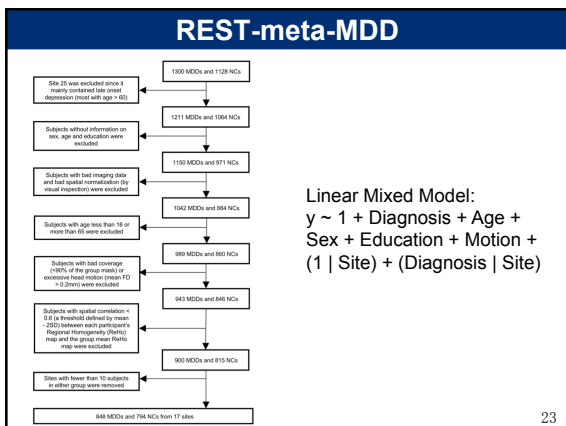 REST-meta-MDD
1300 MDDs and 1128 NCs
Site 25 was excluded since it
mainly contained late onset
depression (most with age > 60)
1211 MDDs and 1064 NCs
Subjects without information on
sex, age and education were
excluded
1150 MDDs and 971 NCs
Subjects with bad imaging data
and bad spatial normalization (by
visual inspection) were excluded
1042 MDDs and 884 NCs
Subjects with age less than 18 or
more than 65 were excluded
989 MDDs and 860 NCs
Subjects with bad coverage
(<90% of the group mask) or
excessive head motion (mean FD
> 0.2mm) were excluded
943 MDDs and 846 NCs
Subjects with spatial correlation <
0.6 (a threshold defined by mean
- 2SD) between each participant's
Regional Homogeneity (ReHo)
map and the group mean ReHo
map were excluded
900 MDDs and 815 NCs
Sites with fewer than 10 subjects
in either group were removed
848 MDDs and 794 NCs from 17 sites
Linear Mixed Model:
y ~ 1 + Diagnosis + Age +
Sex + Education + Motion +
(1 | Site) + (Diagnosis | Site)
23